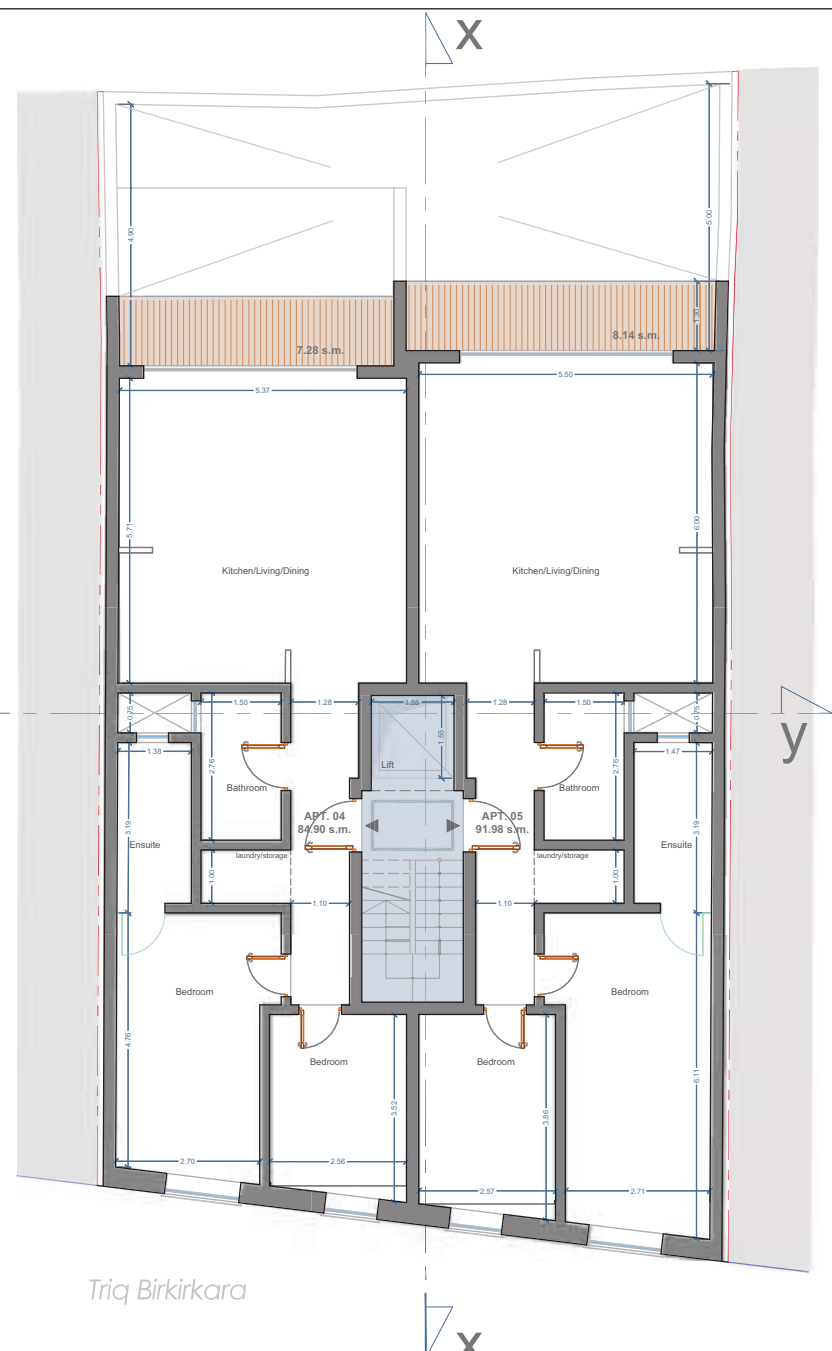 x
5.00
4.90
1.30
7.28 s.m.
8.14 s.m.
5.37
5.50
5.71
6.00
Kitchen/Living/Dining
Kitchen/Living/Dining
0.75
1.50
1.28
1.55
1.28
1.50
0.75
y
1.55
1.38
2.76
Lift
2.76
1.47
Bathroom
Bathroom
3.19
APT. 04
84.90 s.m.
APT. 05
91.98 s.m.
3.19
Ensuite
Ensuite
laundry/storage
laundry/storage
1.00
1.00
1.10
1.10
Bedroom
Bedroom
4.76
Bedroom
Bedroom
6.11
3.52
3.86
2.70
2.56
2.57
2.71
Triq Birkirkara
x